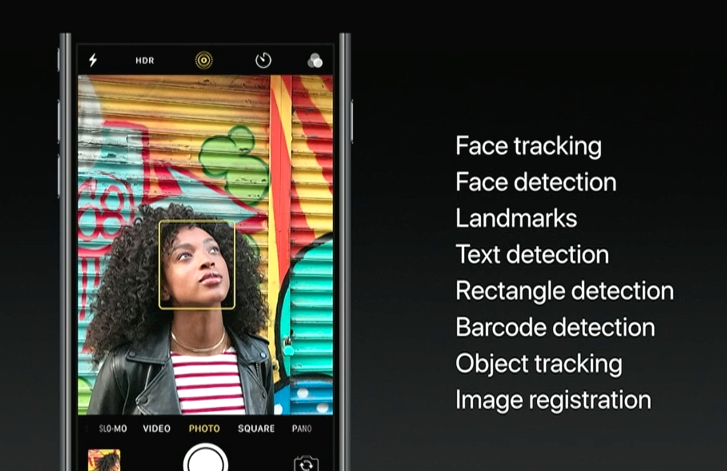 HDR
SLO-MO VIDEO PHOTO SQUARE PANO
Face tracking
Face detection
Landmarks
Text detection
Rectangle detection
Barcode detection
Object tracking
Image registration